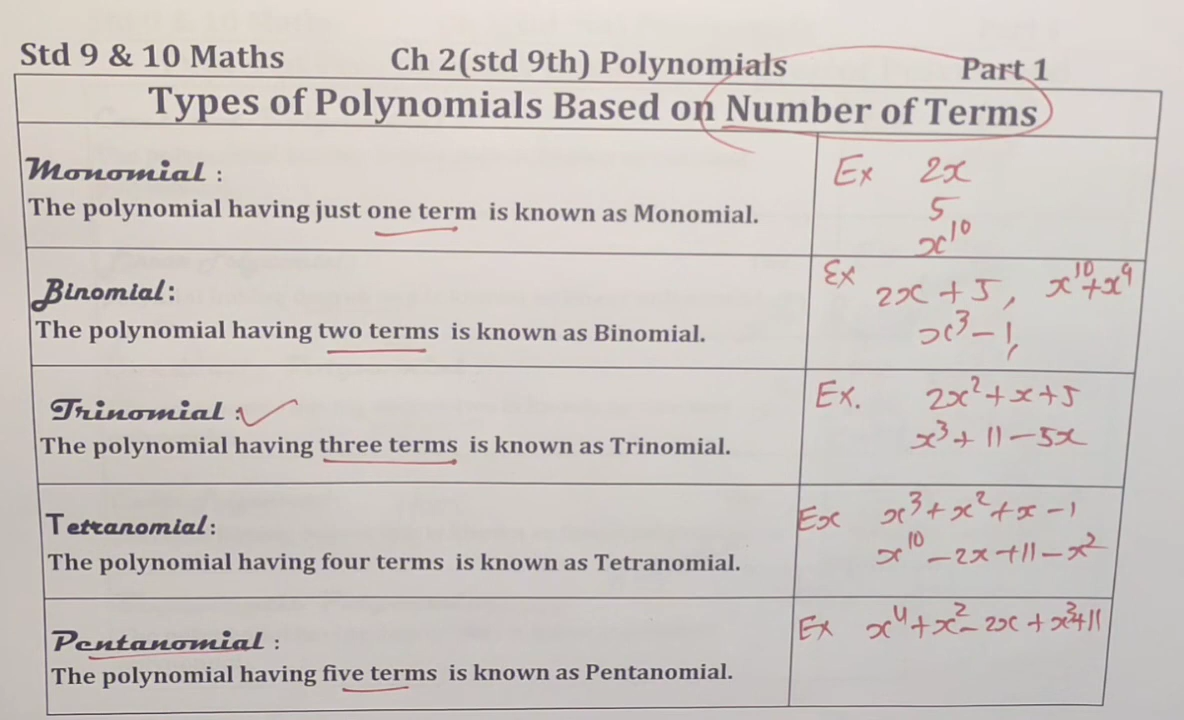 Std 9 & 10 Maths Ch 2(std 9th) Polynomials Part 1
Types of Polynomials Based on Number of Terms
Monomial :
The polynomial having just one term is known as Monomial.
Ex 2x
5
x¹⁰
Binomial:
The polynomial having two terms is known as Binomial.
Ex
2x + 5, x¹⁰+x⁹
x³ - 1,
Trinomial :
The polynomial having three terms is known as Trinomial.
Ex. 2x²+x+5
x³+ 11-5x
Tetranomial:
The polynomial having four terms is known as Tetranomial.
Ex x³+x²+x-1
x¹⁰-2x+11-x²
Pentanomial :
The polynomial having five terms is known as Pentanomial.
Ex x⁴+x²-2x+x³+11